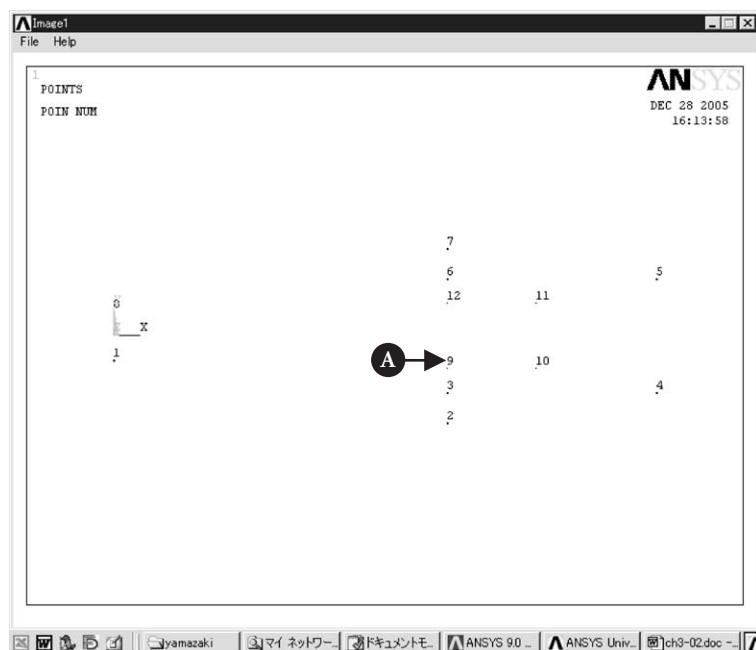 Image1
File Help
1
POINTS
POIN NUM
ANSYS
DEC 28 2005
16:13:58
7
6
5
12
11
8
X
1
A
9
10
3
4
2
yamazaki
マイ ネットワー...
ドキュメントモ...
ANSYS 9.0 ...
ANSYS Univ...
ch3-02.doc -...